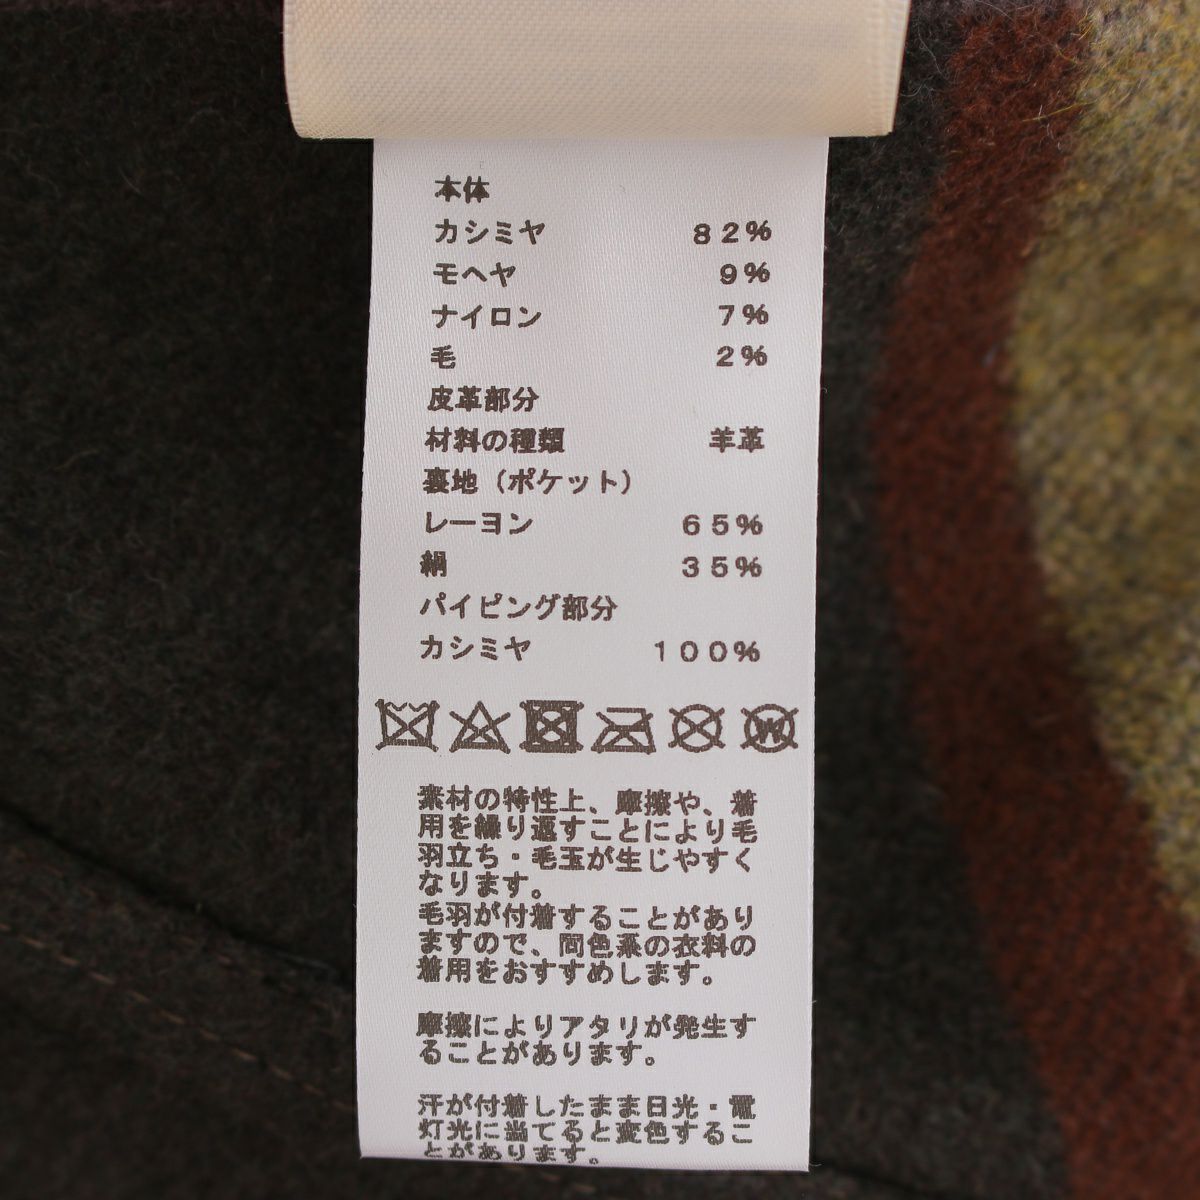 本体
カシミヤ 82%
モヘヤ 9%
ナイロン 7%
毛 2%
皮革部分
材料の種類 羊革
裏地（ポケット）
レーヨン 65%
絹 35%
パイピング部分
カシミヤ 100%
W
素材の特性上、摩擦や、着
用を繰り返すことにより毛
羽立ち・毛玉が生じやすく
なります。
毛羽が付着することがあり
ますので、同色系の衣料の
着用をおすすめします。
摩擦によりアタリが発生す
ることがあります。
汗が付着したまま日光・電
灯光に当てると変色するこ
とがあります。